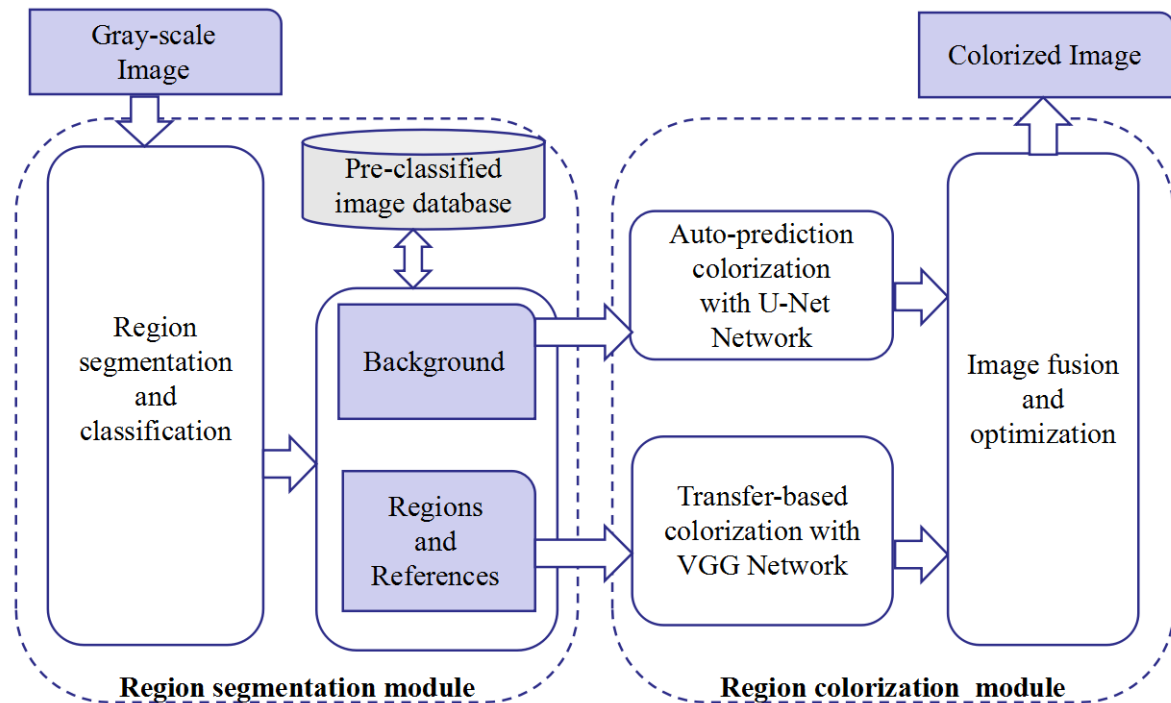 Gray-scale
Image
Colorized Image
Pre-classified
image database
Region
segmentation
and
classification
Background
Regions
and
References
Auto-prediction
colorization
with U-Net
Network
Transfer-based
colorization with
VGG Network
Image fusion
and
optimization
Region segmentation module
Region colorization module